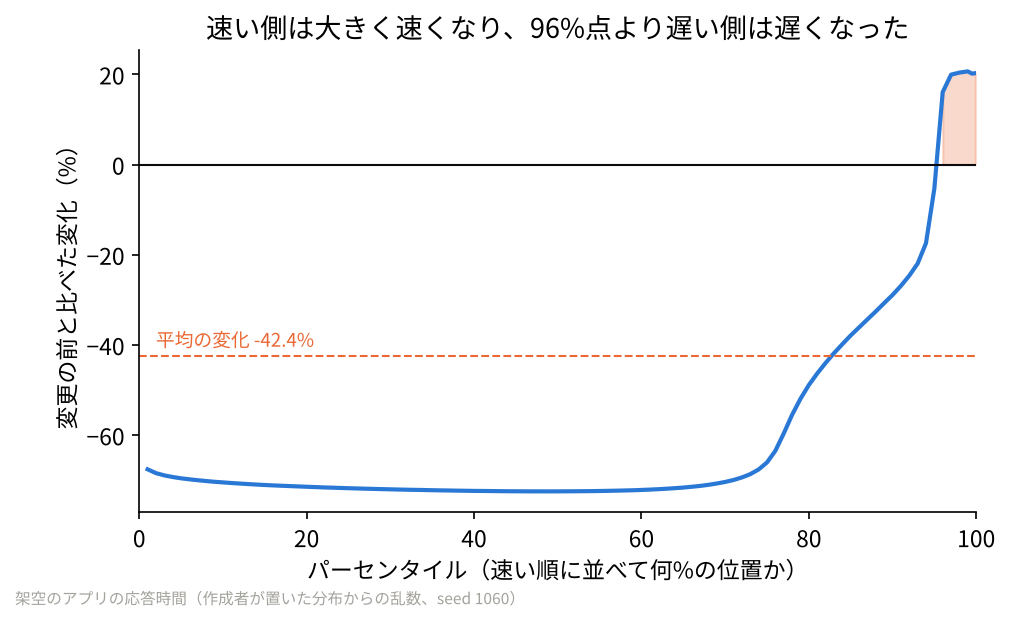 速い側は大きく速くなり、96%点より遅い側は遅くなった
変更の前と比べた変化（%）
20
0
−20
−40
−60
平均の変化 -42.4%
0
20
40
60
80
100
パーセンタイル（速い順に並べて何%の位置か）
架空のアプリの応答時間（作成者が置いた分布からの乱数、seed 1060）